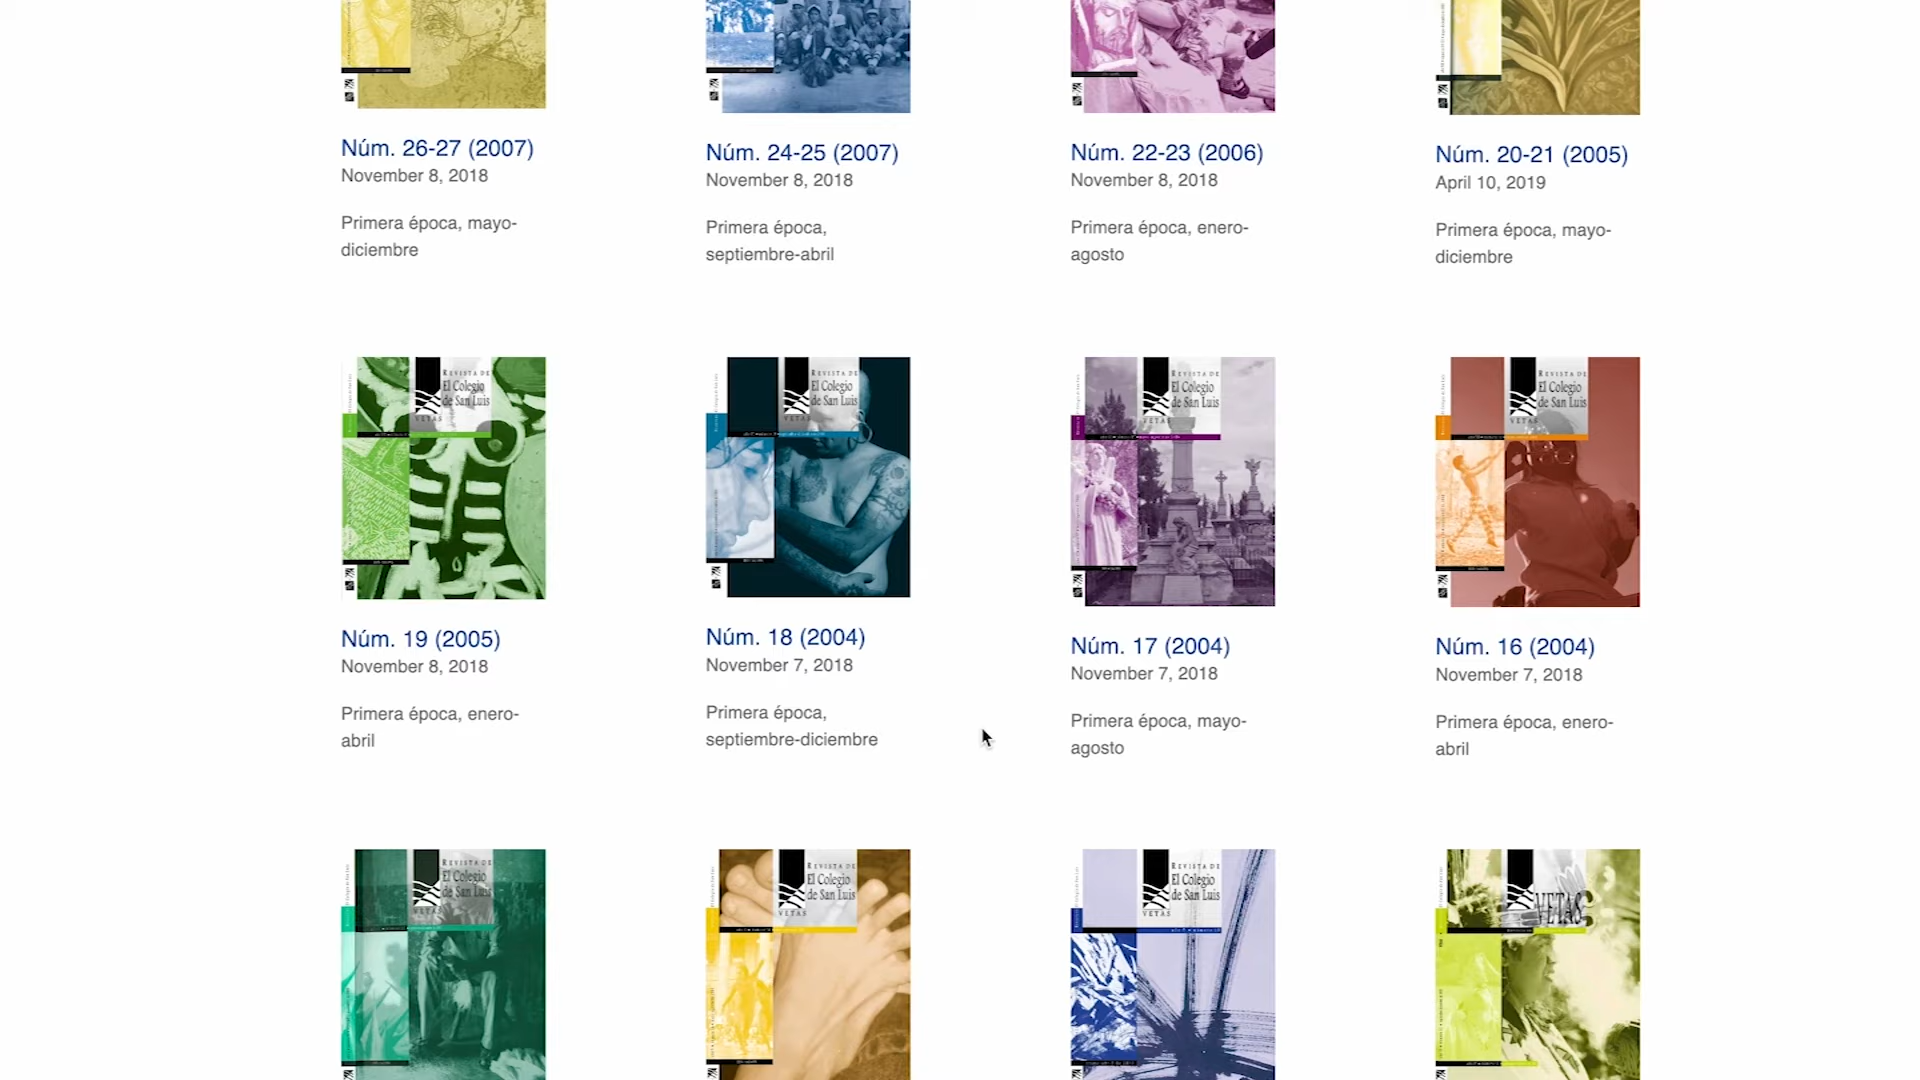 Núm. 26-27 (2007)
November 8, 2018
Primera época, mayo-
diciembre
Núm. 24-25 (2007)
November 8, 2018
Primera época,
septiembre-abril
Núm. 22-23 (2006)
November 8, 2018
Primera época, enero-
agosto
Núm. 20-21 (2005)
April 10, 2019
Primera época, mayo-
diciembre
REVISTA DE
El Colegio
de San Luis
VETAS
Núm. 19 (2005)
November 8, 2018
Primera época, enero-
abril
REVISTA DE
El Colegio
de San Luis
VETAS
Núm. 18 (2004)
November 7, 2018
Primera época,
septiembre-diciembre
REVISTA DE
El Colegio
de San Luis
VETAS
Núm. 17 (2004)
November 7, 2018
Primera época, mayo-
agosto
REVISTA DE
El Colegio
de San Luis
VETAS
Núm. 16 (2004)
November 7, 2018
Primera época, enero-
abril
REVISTA DE
El Colegio
de San Luis
VETAS
REVISTA DE
El Colegio
de San Luis
VETAS
REVISTA DE
El Colegio
de San Luis
VETAS
VETAS